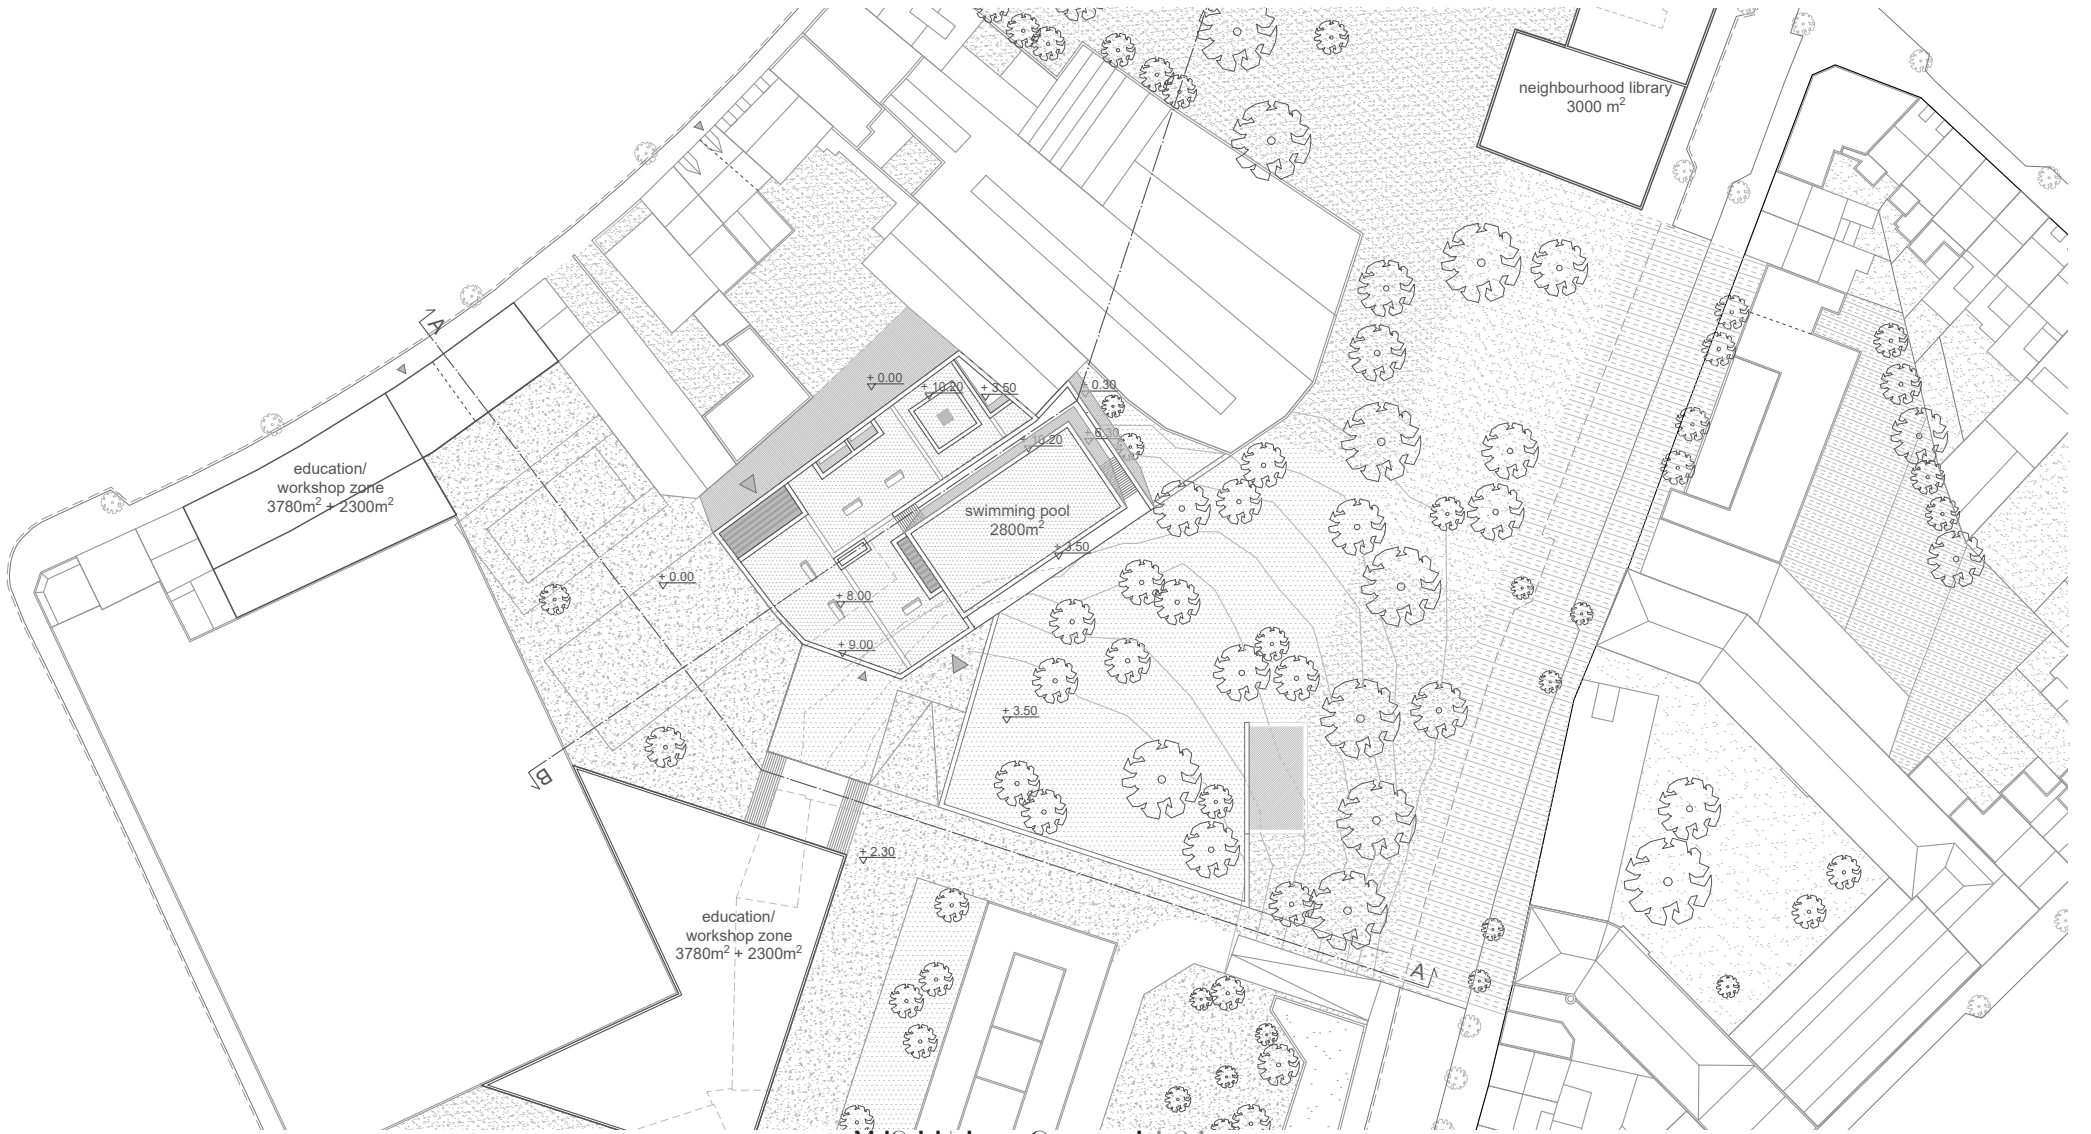 neighbourhood library
3000 m²
A
+ 0.00
+ 10.20
+ 3.50
+ 0.30
+ 10.20
+ 6.30
education/
workshop zone
3780m² + 2300m²
swimming pool
2800m²
+ 3.50
+ 0.00
+ 8.00
+ 9.00
+ 3.50
B
+ 2.30
education/
workshop zone
3780m² + 2300m²
A